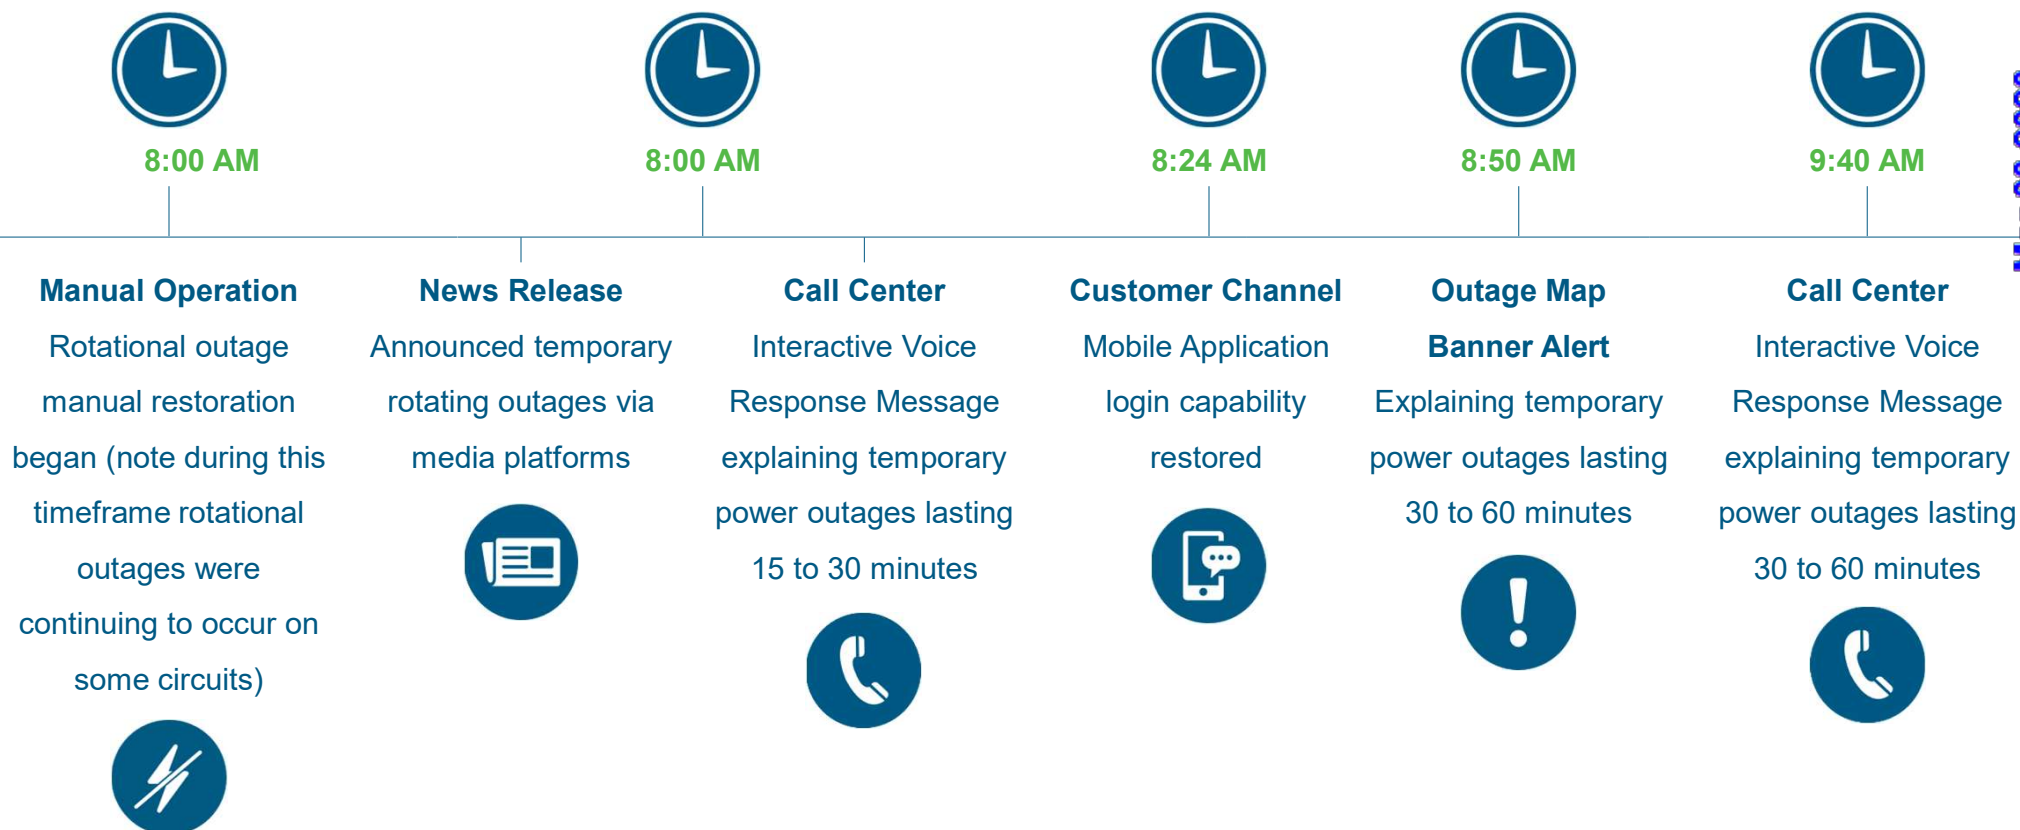 8:00 AM
8:00 AM
8:24 AM
8:50 AM
9:40 AM
Manual Operation
Rotational outage
manual restoration
began (note during this
timeframe rotational
outages were
continuing to occur on
some circuits)
News Release
Announced temporary
rotating outages via
media platforms
Call Center
Interactive Voice
Response Message
explaining temporary
power outages lasting
15 to 30 minutes
Customer Channel
Mobile Application
login capability
restored
Outage Map
Banner Alert
Explaining temporary
power outages lasting
30 to 60 minutes
Call Center
Interactive Voice
Response Message
explaining temporary
power outages lasting
30 to 60 minutes